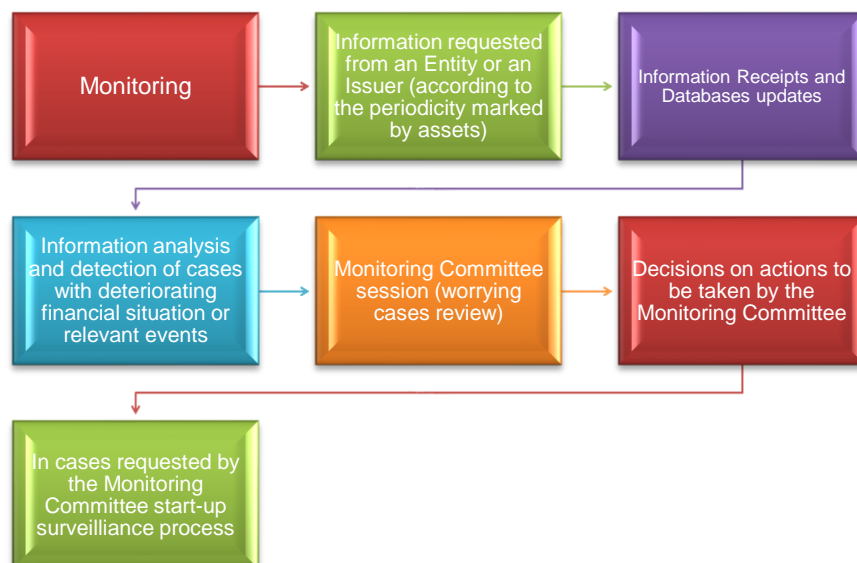 Monitoring
Information requested
from an Entity or an
Issuer (according to
the periodicity marked
by assets)
Information Receipts and
Databases updates
Information analysis
and detection of cases
with deteriorating
financial situation or
relevant events
Monitoring Committee
session (worrying
cases review)
Decisions on actions to
be taken by the
Monitoring Committee
In cases requested by
the Monitoring
Committee start-up
surveillance process